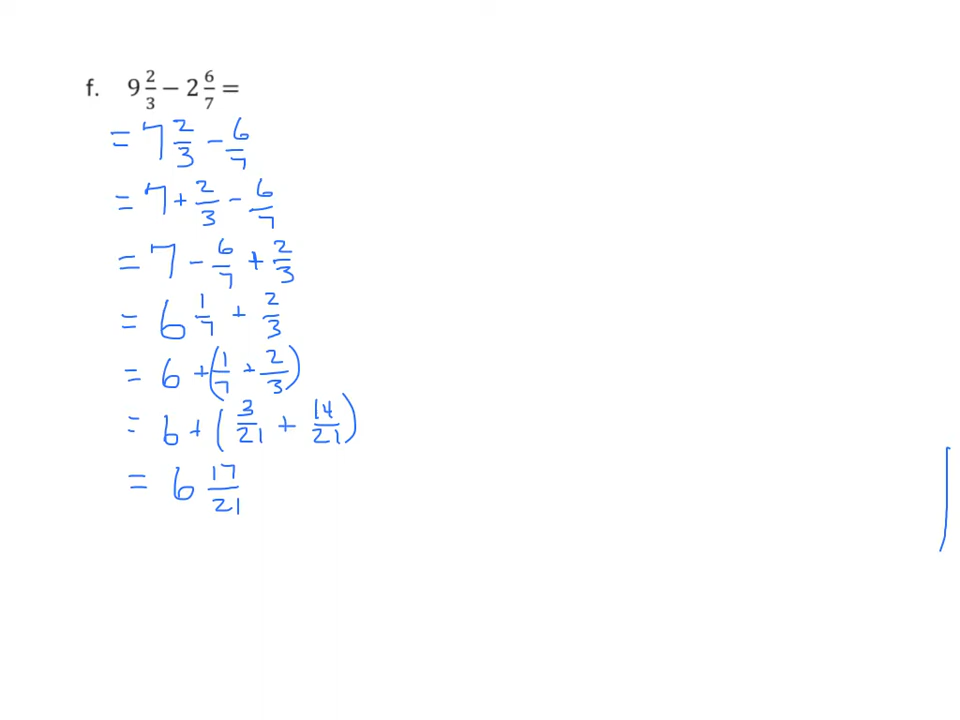 f. 9 2/3 − 2 6/7 =
= 7 2/3 − 6/7
= 7 + 2/3 − 6/7
= 7 − 6/7 + 2/3
= 6 1/7 + 2/3
= 6 + (1/7 + 2/3)
= 6 + (3/21 + 14/21)
= 6 17/21